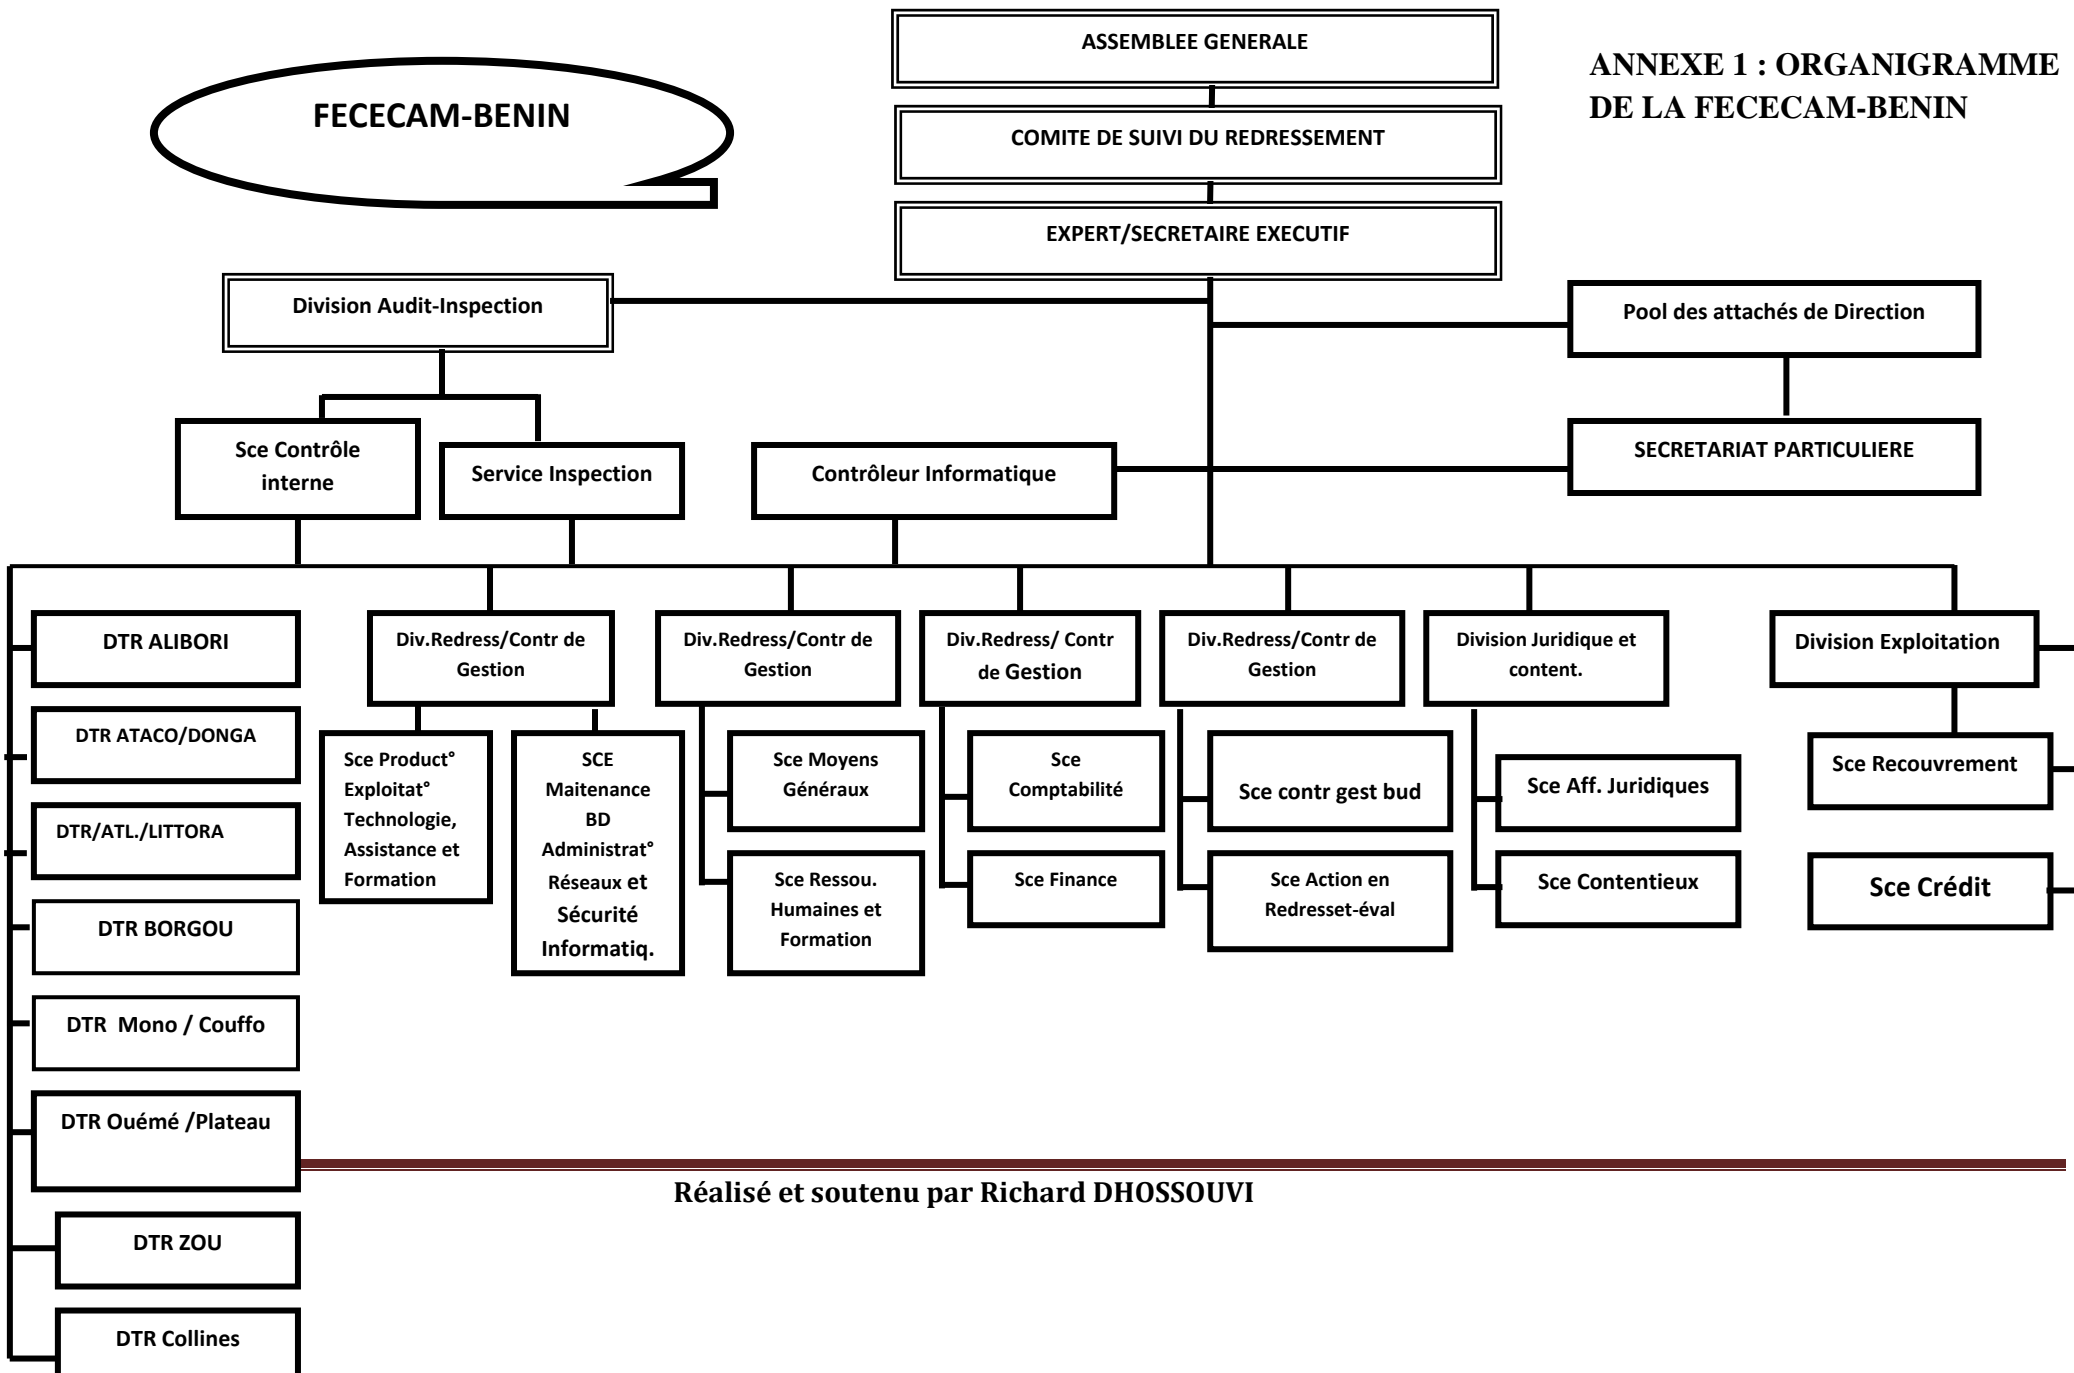 ASSEMBLEE GENERALE
ANNEXE 1 : ORGANIGRAMME
DE LA FECECAM-BENIN
FECECAM-BENIN
COMITE DE SUIVI DU REDRESSEMENT
EXPERT/SECRETAIRE EXECUTIF
Division Audit-Inspection
Pool des attachés de Direction
Sce Contrôle
interne
Service Inspection
Contrôleur Informatique
SECRETARIAT PARTICULIERE
DTR ALIBORI
DTR ATACO/DONGA
DTR/ATL./LITTORA
DTR BORGOU
DTR  Mono / Couffo
DTR Ouémé /Plateau
DTR ZOU
DTR Collines
Div.Redress/Contr de
Gestion
Sce Product°
Exploitat°
Technologie,
Assistance et
Formation
SCE
Maitenance
BD
Administrat°
Réseaux et
Sécurité
Informatiq.
Div.Redress/Contr de
Gestion
Sce Moyens
Généraux
Sce Ressou.
Humaines et
Formation
Div.Redress/ Contr
de Gestion
Sce
Comptabilité
Sce Finance
Div.Redress/Contr de
Gestion
Sce contr gest bud
Sce Action en
Redresset-éval
Division Juridique et
content.
Sce Aff. Juridiques
Sce Contentieux
Division Exploitation
Sce Recouvrement
Sce Crédit
Réalisé et soutenu par Richard DHOSSOUVI